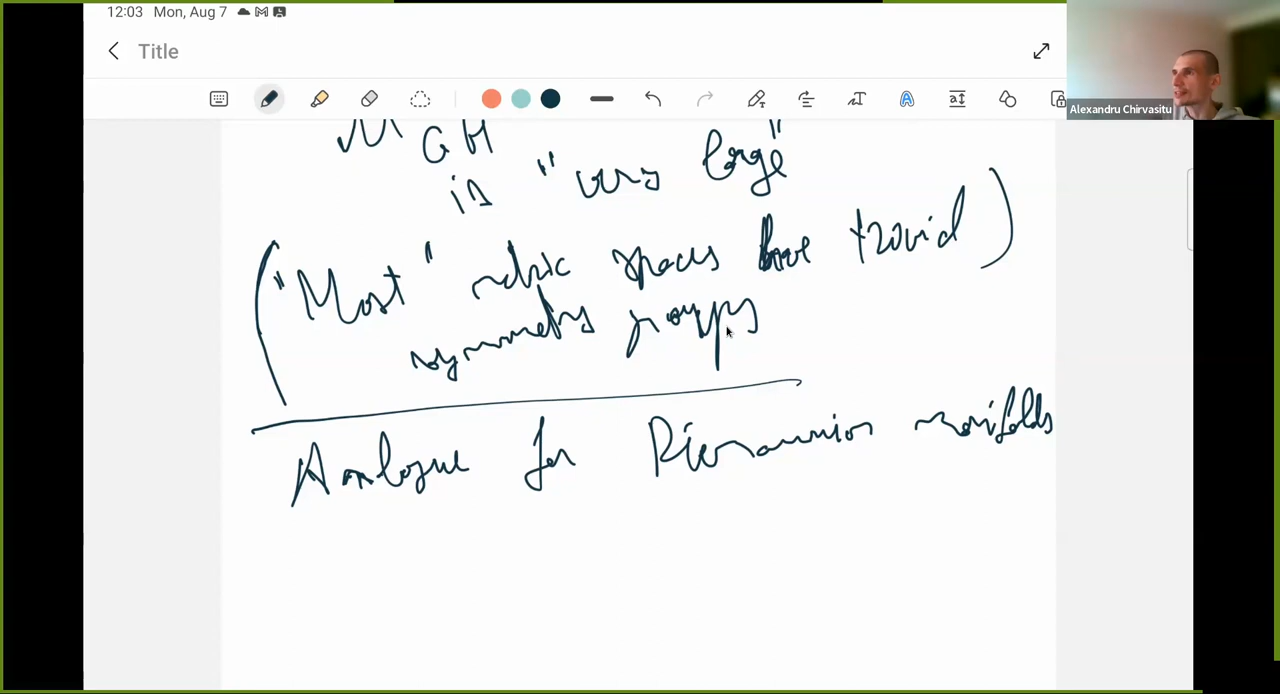 12:03 Mon, Aug 7
Title
Alexandru Chirvasitu
M GH
is "very large"
("Most" metric spaces have trivial)
symmetry groups
Analogue for Riemannian manifolds